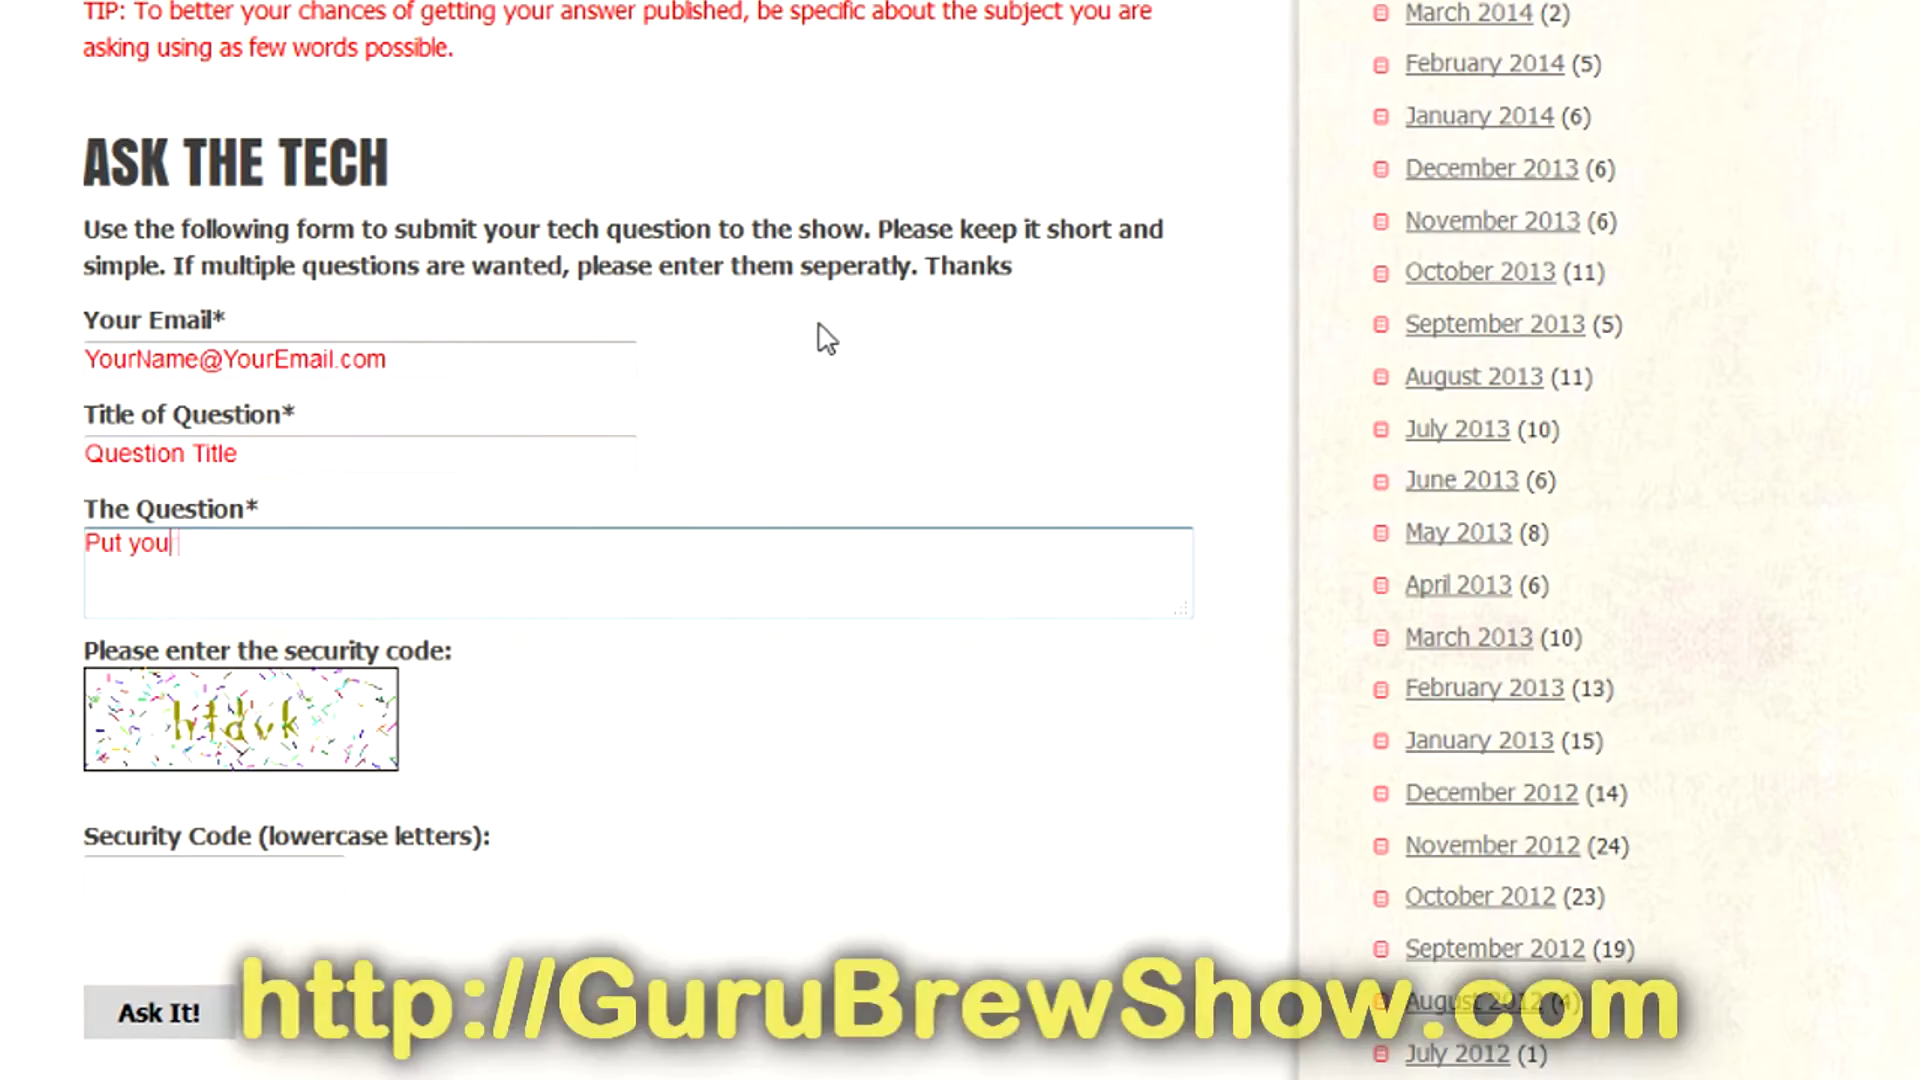 TIP: To better your chances of getting your answer published, be specific about the subject you are
asking using as few words possible.
ASK THE TECH
Use the following form to submit your tech question to the show. Please keep it short and
simple. If multiple questions are wanted, please enter them seperatly. Thanks
Your Email*
YourName@YourEmail.com
Title of Question*
Question Title
The Question*
Put you
Please enter the security code:
hfdvk
Security Code (lowercase letters):
Ask It!
http://GuruBrewShow.com
March 2014 (2)
February 2014 (5)
January 2014 (6)
December 2013 (6)
November 2013 (6)
October 2013 (11)
September 2013 (5)
August 2013 (11)
July 2013 (10)
June 2013 (6)
May 2013 (8)
April 2013 (6)
March 2013 (10)
February 2013 (13)
January 2013 (15)
December 2012 (14)
November 2012 (24)
October 2012 (23)
September 2012 (19)
August 2012 (4)
July 2012 (1)